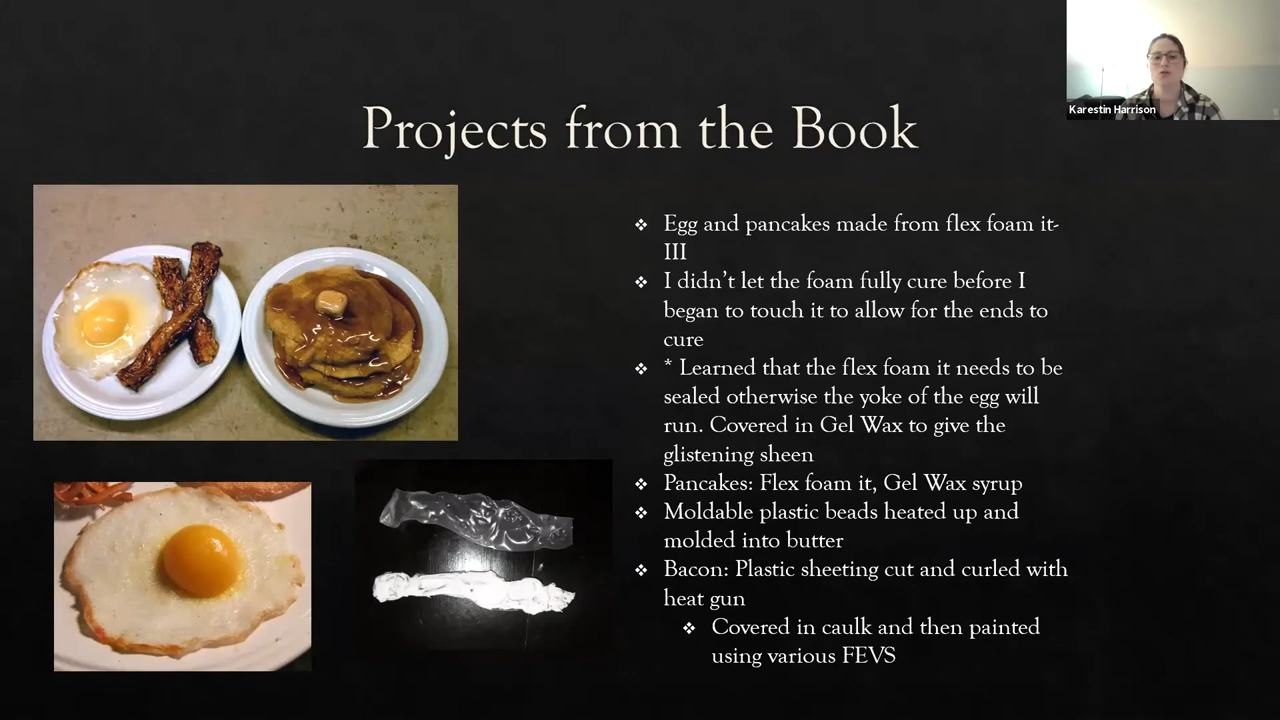 Karestin Harrison
Projects from the Book
❖ Egg and pancakes made from flex foam it-
III
❖ I didn't let the foam fully cure before I
began to touch it to allow for the ends to
cure
❖ * Learned that the flex foam it needs to be
sealed otherwise the yoke of the egg will
run. Covered in Gel Wax to give the
glistening sheen
❖ Pancakes: Flex foam it, Gel Wax syrup
❖ Moldable plastic beads heated up and
molded into butter
❖ Bacon: Plastic sheeting cut and curled with
heat gun
❖ Covered in caulk and then painted
using various FEVS